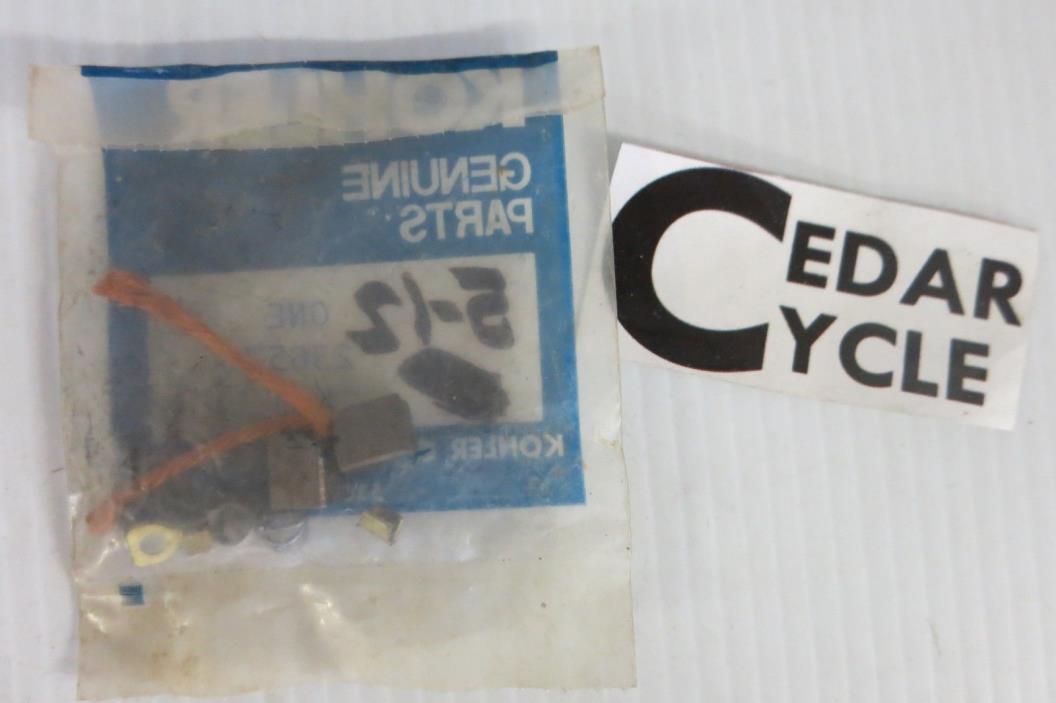 KOHLER
GENUINE
PARTS
5-12
ONE
KOHLER
CEDAR
CYCLE